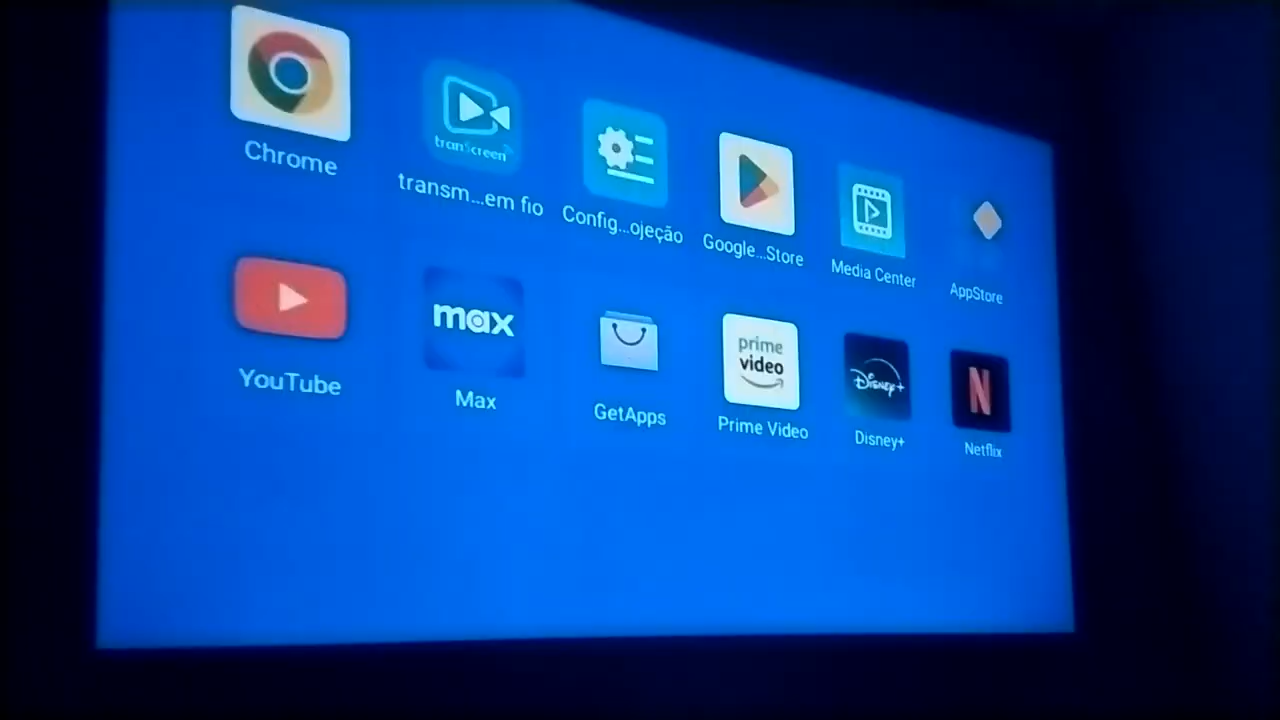 Chrome
tranScreen
transm...em fio
Config...ojeção
Google...Store
Media Center
AppStore
YouTube
max
Max
GetApps
prime
video
Prime Video
Disney+
Disney+
N
Netflix